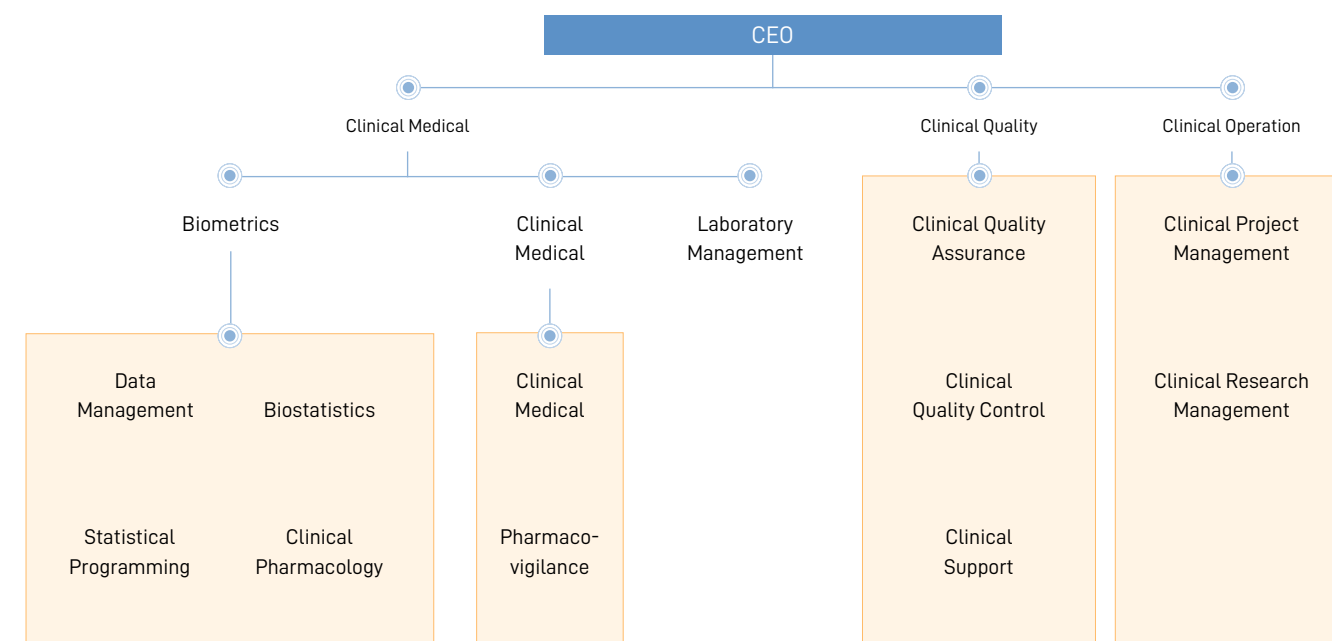 CEO
Clinical Medical
Clinical Quality
Clinical Operation
Biometrics
Clinical
Medical
Laboratory
Management
Clinical Quality
Assurance
Clinical Project
Management
Data
Management
Biostatistics
Clinical
Medical
Clinical
Quality Control
Clinical Research
Management
Statistical
Programming
Clinical
Pharmacology
Pharmaco-
vigilance
Clinical
Support